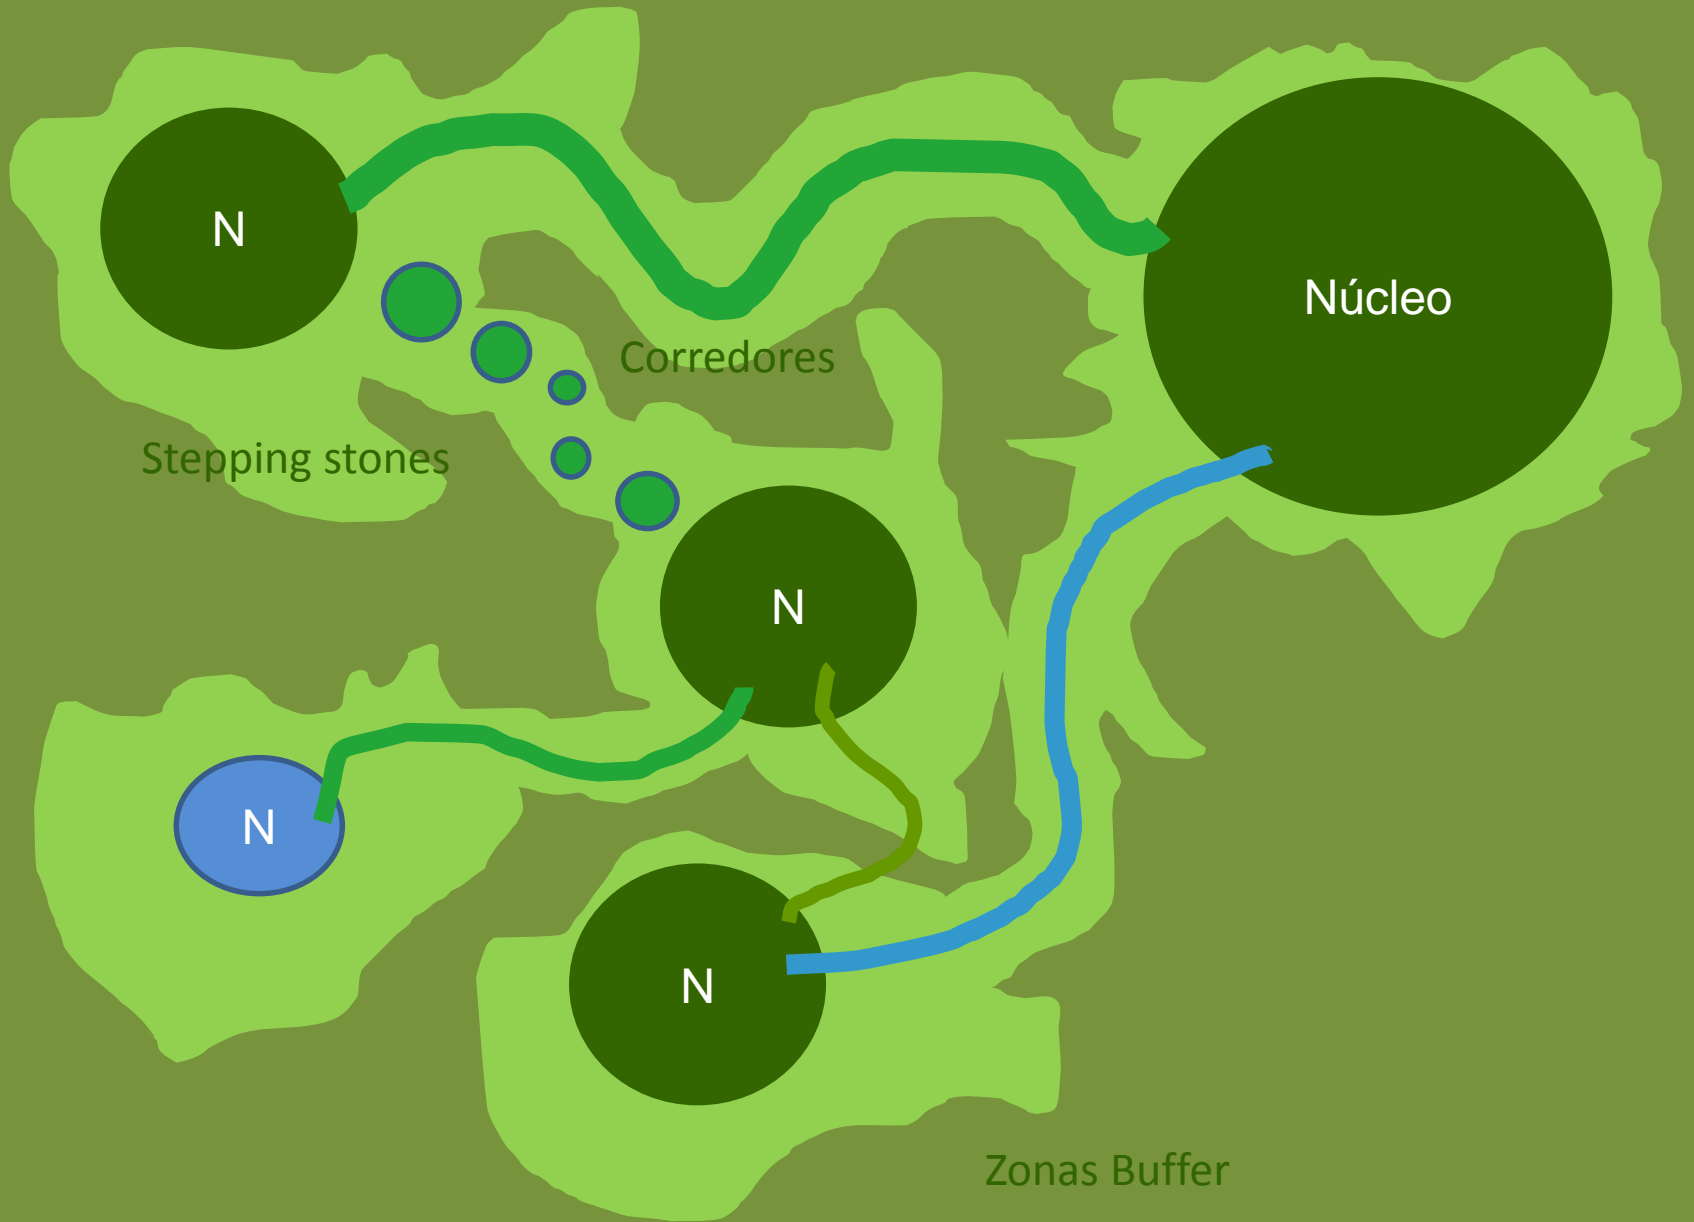 N
Núcleo
Corredores
Stepping stones
N
N
N
Zonas Buffer